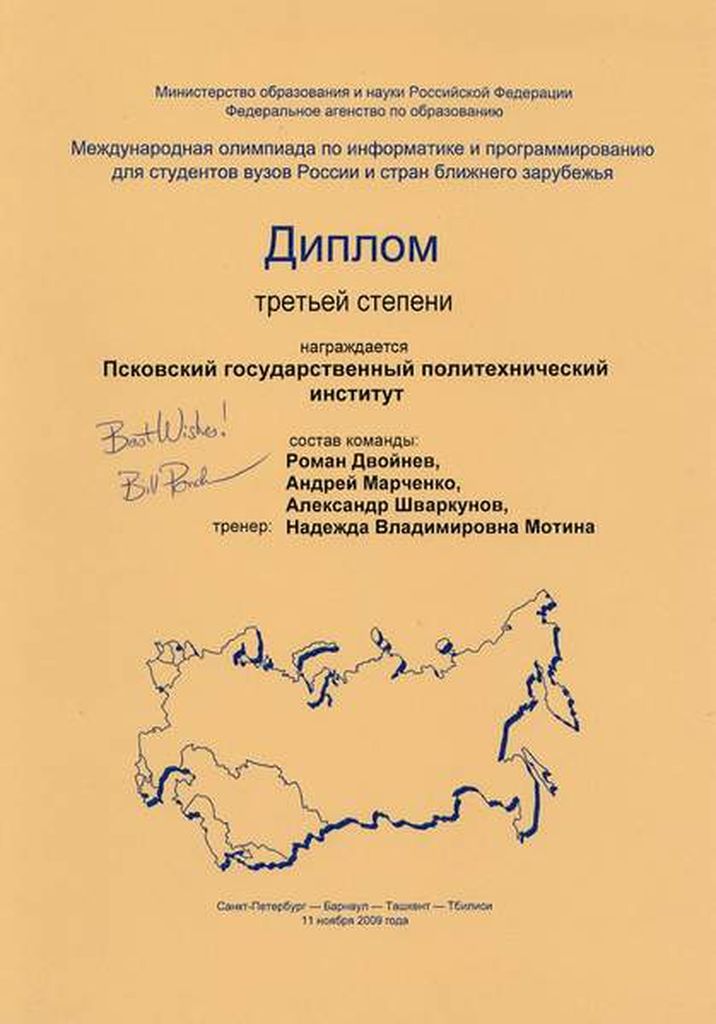 Министерство образования и науки Российской Федерации
Федеральное агенство по образованию
Международная олимпиада по информатике и программированию
для студентов вузов России и стран ближнего зарубежья
Диплом
третьей степени
награждается
Псковский государственный политехнический
институт
Best Wishes!
Bill
состав команды:
Роман Двойнев,
Андрей Марченко,
Александр Шваркунов,
тренер: Надежда Владимировна Мотина
Санкт-Петербург — Барнаул — Ташкент — Тбилиси
11 ноября 2009 года